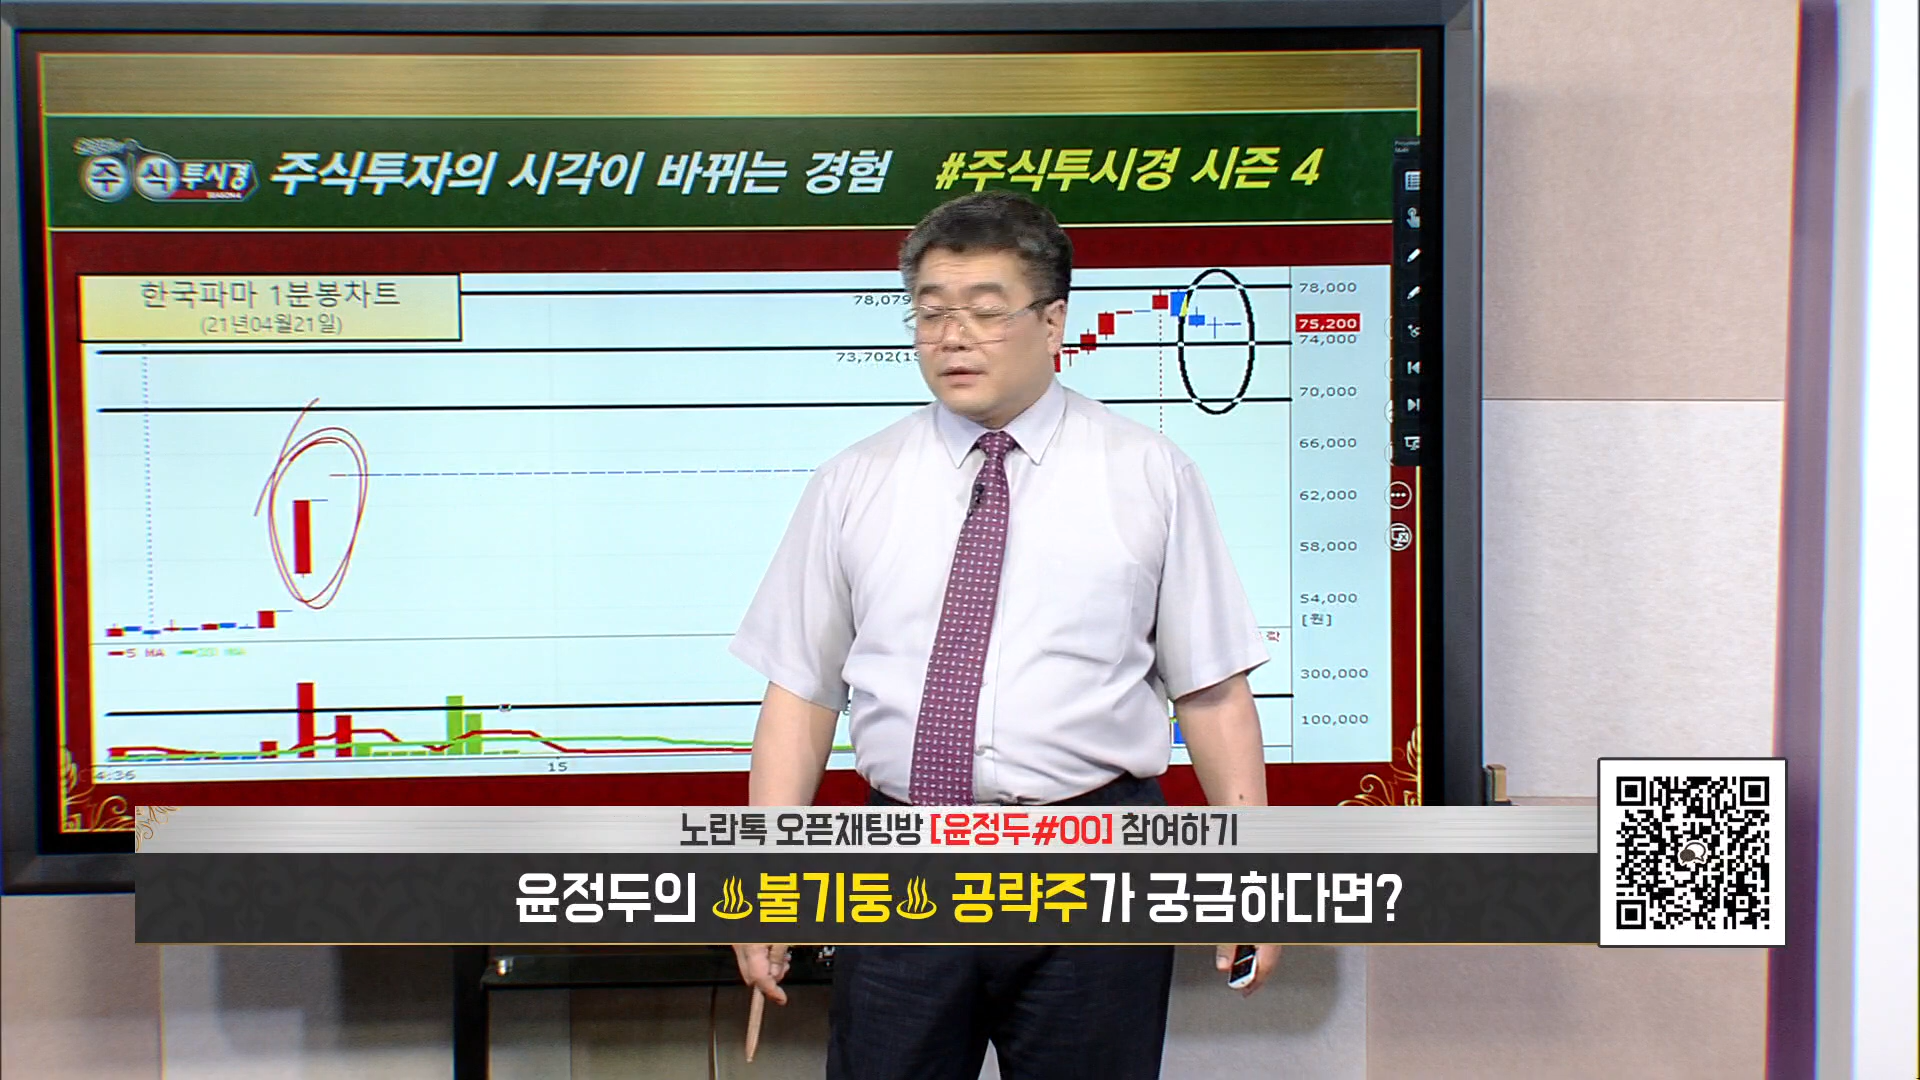 주식투시경 주식투자의 시각이 바뀌는 경험 #주식투시경 시즌 4
한국파마 1분봉차트
(21년04월21일)
78,079
73,702(15
78,000
75,200
74,000
70,000
66,000
62,000
58,000
54,000
[원]
5 MA
300,000
100,000
4:36
15
노란톡 오픈채팅방 [윤정두#00] 참여하기
윤정두의 ♨불기둥♨ 공략주가 궁금하다면?